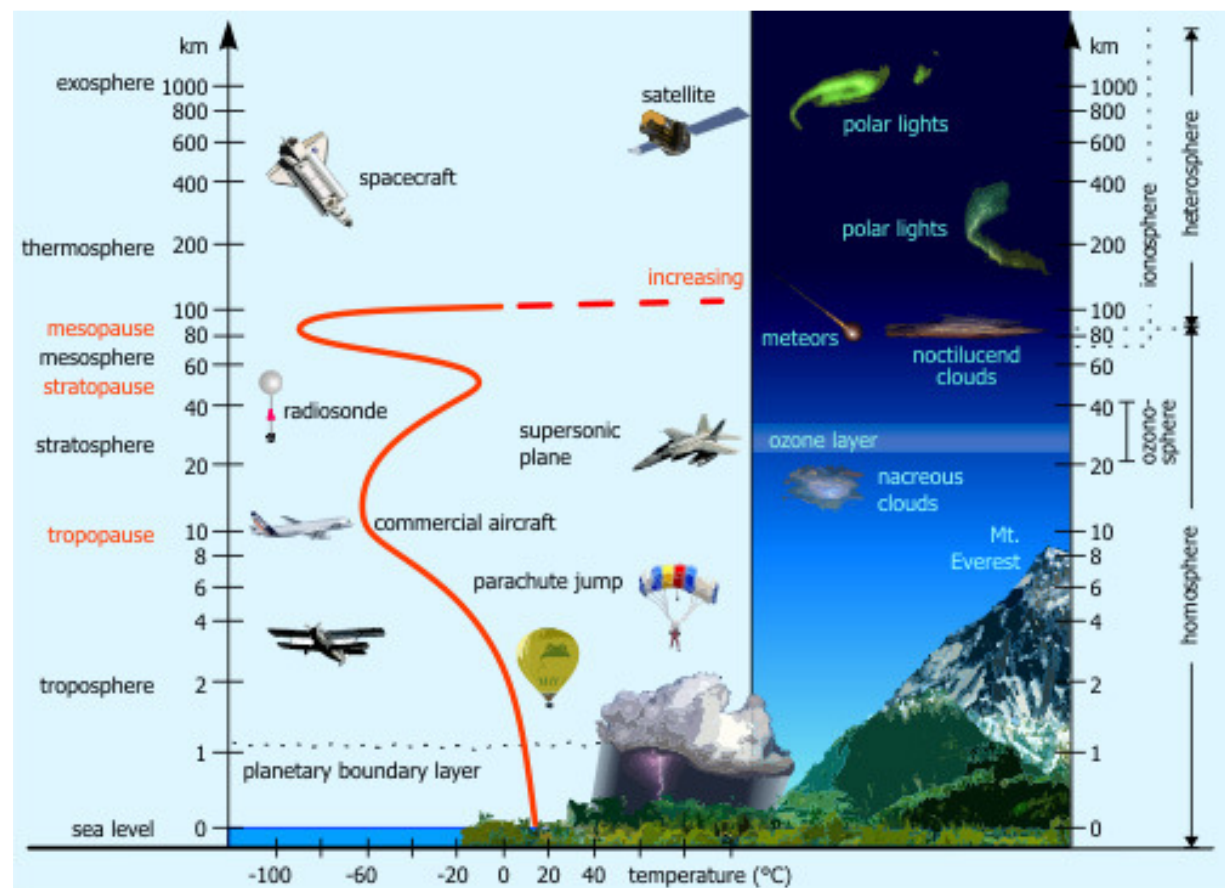 km
km
exosphere
1000
1000
satellite
800
800
polar lights
600
600
spacecraft
400
400
heterosphere
ionosphere
polar lights
thermosphere
200
200
increasing
100
100
mesopause
80
meteors
80
mesosphere
60
noctilucend
clouds
60
stratopause
radiosonde
40
40
supersonic
plane
ozone layer
ozono-
sphere
stratosphere
20
20
nacreous
clouds
commercial aircraft
tropopause
10
10
Mt.
Everest
8
8
parachute jump
6
6
homosphere
4
4
troposphere
2
2
1
1
planetary boundary layer
sea level
0
0
-100
-60
-20
0
20
40
temperature (°C)